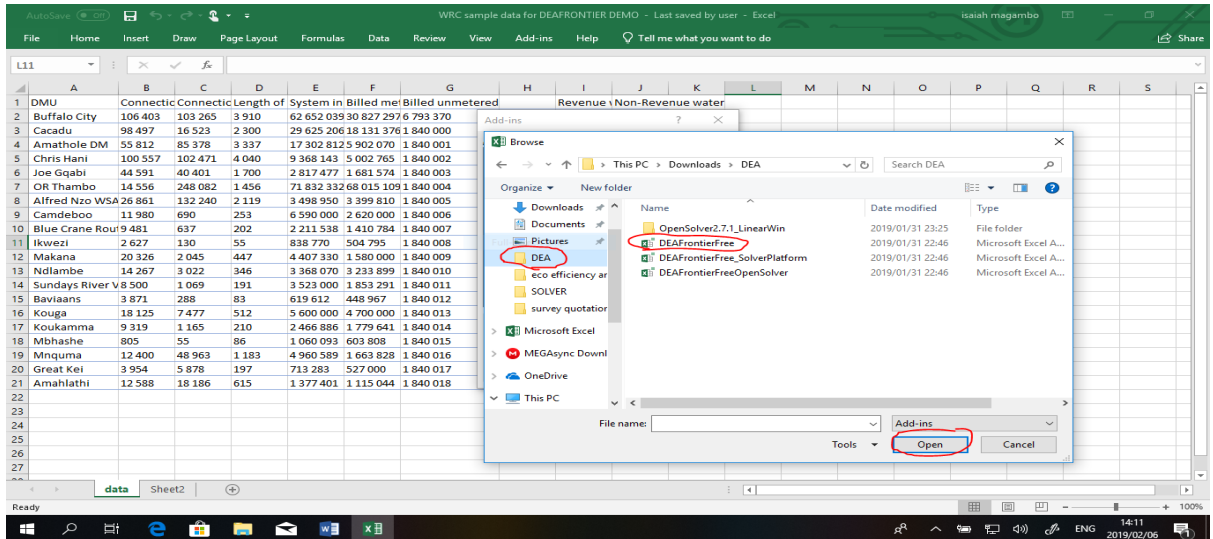 AutoSave Off WRC sample data for DEAFRONTIER DEMO - Last saved by user - Excel isaiah magambo
File Home Insert Draw Page Layout Formulas Data Review View Add-ins Help Tell me what you want to do Share
L11 fx
A B C D E F G H I J K L M N O P Q R S
1 DMU Connectic Connectic Length of System in Billed met Billed unmetered Revenue Non-Revenue water
2 Buffalo City 106 403 103 265 3 910 62 652 039 30 827 297 6 793 370
3 Cacadu 98 497 16 523 2 300 29 625 206 18 131 376 1 840 000
4 Amathole DM 55 812 85 378 3 337 17 302 812 5 902 070 1 840 001
5 Chris Hani 100 557 102 471 4 040 9 368 143 5 002 765 1 840 002
6 Joe Gqabi 44 591 40 401 1 700 2 817 477 1 681 574 1 840 003
7 OR Thambo 14 556 248 082 1 456 71 832 332 68 015 109 1 840 004
8 Alfred Nzo WSA 26 861 132 240 2 119 3 498 950 3 399 810 1 840 005
9 Camdeboo 11 980 690 253 6 590 000 2 620 000 1 840 006
10 Blue Crane Rout 9 481 637 202 2 211 538 1 410 784 1 840 007
11 Ikwezi 2 627 130 55 838 770 504 795 1 840 008
12 Makana 20 326 2 045 447 4 407 330 1 580 000 1 840 009
13 Ndlambe 14 267 3 022 346 3 368 070 3 233 899 1 840 010
14 Sundays River V 8 500 1 069 191 3 523 000 1 853 291 1 840 011
15 Baviaans 3 871 288 83 619 612 448 967 1 840 012
16 Kouga 18 125 7 477 512 5 600 000 4 700 000 1 840 013
17 Koukamma 9 319 1 165 210 2 466 886 1 779 641 1 840 014
18 Mbhashe 805 55 86 1 060 093 603 808 1 840 015
19 Mnquma 12 400 48 963 1 183 4 960 589 1 663 828 1 840 016
20 Great Kei 3 954 5 878 197 713 283 527 000 1 840 017
21 Amahlathi 12 588 18 186 615 1 377 401 1 115 044 1 840 018
22
23
24
25
26
27
Add-ins ? ×
Browse
This PC > Downloads > DEA Search DEA
Organize New folder
Name Date modified Type
Downloads
Documents
Pictures
DEA
eco efficiency ar
SOLVER
survey quotation
Microsoft Excel
MEGAsync Downl
OneDrive
This PC
OpenSolver2.7.1_LinearWin 2019/01/31 23:25 File folder
DEAFrontierFree 2019/01/31 22:46 Microsoft Excel A...
DEAFrontierFree_SolverPlatform 2019/01/31 22:46 Microsoft Excel A...
DEAFrontierFreeOpenSolver 2019/01/31 22:46 Microsoft Excel A...
File name: Add-ins
Tools Open Cancel
data Sheet2
Ready 100%
ENG 14:11
2019/02/06